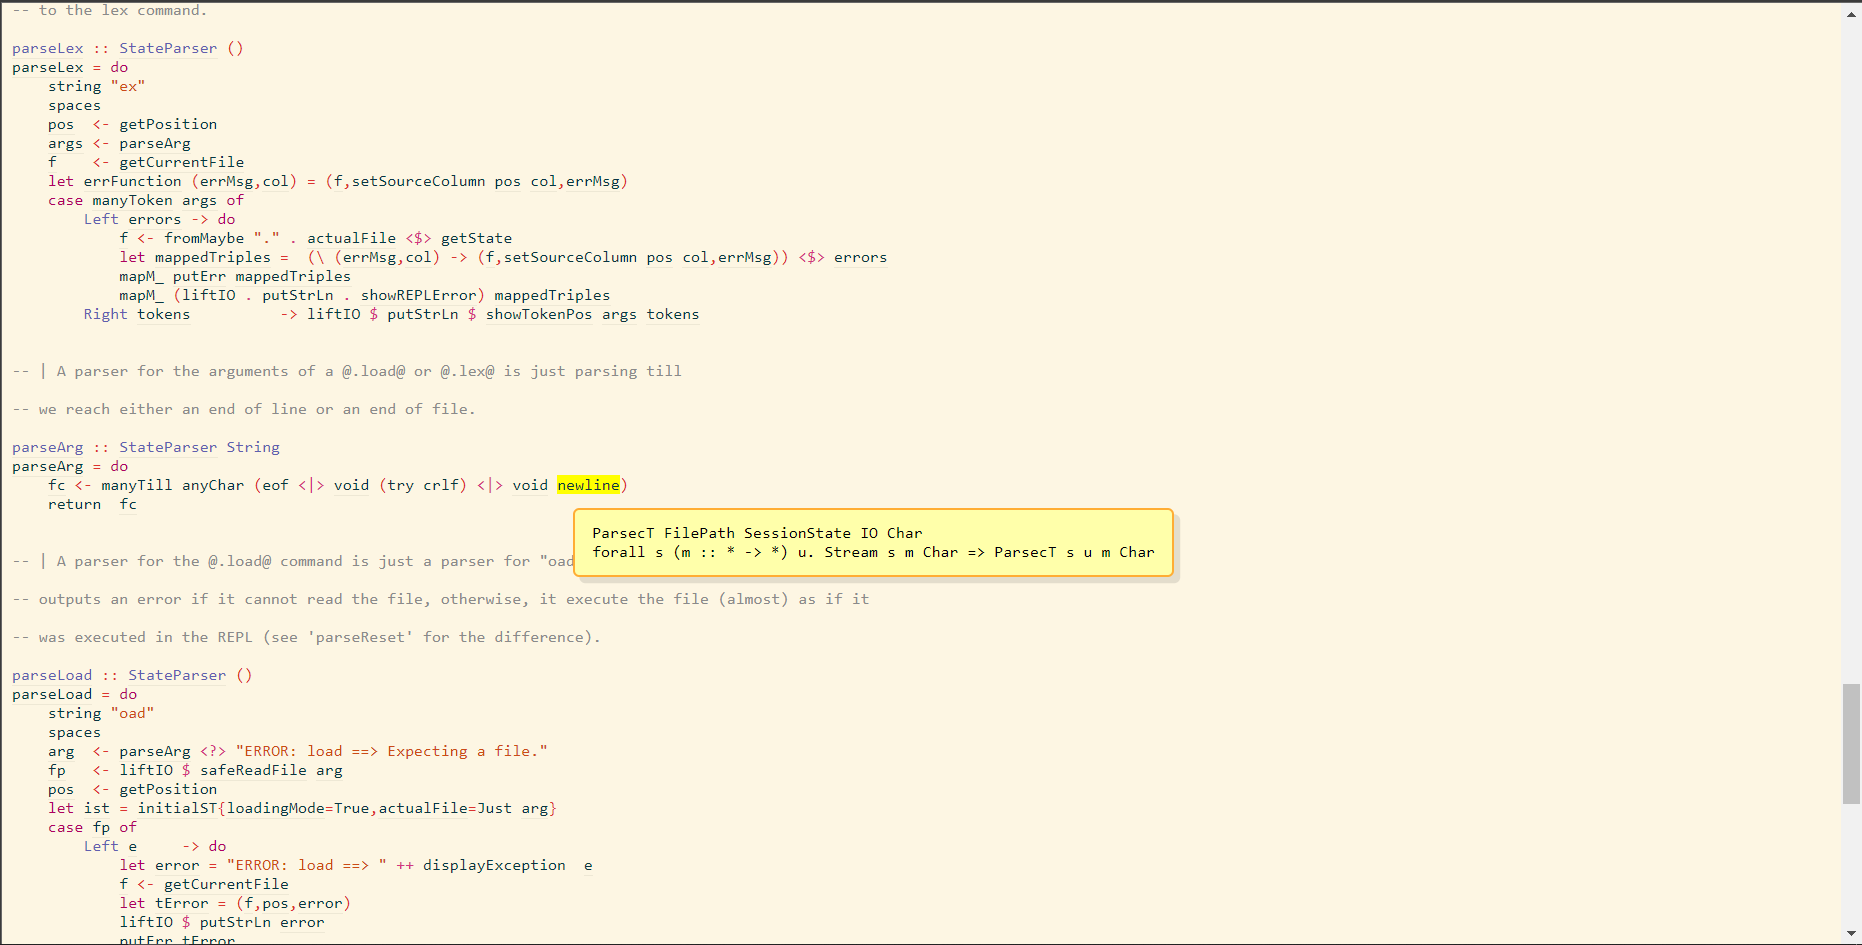 -- to the lex command.
parseLex :: StateParser ()
parseLex = do
    string "ex"
    spaces
    pos  <- getPosition
    args <- parseArg
    f    <- getCurrentFile
    let errFunction (errMsg,col) = (f,setSourceColumn pos col,errMsg)
    case manyToken args of
        Left errors -> do
            f <- fromMaybe "." . actualFile <$> getState
            let mappedTriples =  (\ (errMsg,col) -> (f,setSourceColumn pos col,errMsg)) <$> errors
            mapM_ putErr mappedTriples
            mapM_ (liftIO . putStrLn . showREPLError) mappedTriples
        Right tokens          -> liftIO $ putStrLn $ showTokenPos args tokens
-- | A parser for the arguments of a @.load@ or @.lex@ is just parsing till
-- we reach either an end of line or an end of file.
parseArg :: StateParser String
parseArg = do
    fc <- manyTill anyChar (eof <|> void (try crlf) <|> void newline)
    return  fc
ParsecT FilePath SessionState IO Char
forall s (m :: * -> *) u. Stream s m Char => ParsecT s u m Char
-- | A parser for the @.load@ command is just a parser for "oad
-- outputs an error if it cannot read the file, otherwise, it execute the file (almost) as if it
-- was executed in the REPL (see 'parseReset' for the difference).
parseLoad :: StateParser ()
parseLoad = do
    string "oad"
    spaces
    arg  <- parseArg <?> "ERROR: load ==> Expecting a file."
    fp   <- liftIO $ safeReadFile arg
    pos  <- getPosition
    let ist = initialST{loadingMode=True,actualFile=Just arg}
    case fp of
        Left e     -> do
            let error = "ERROR: load ==> " ++ displayException  e
            f <- getCurrentFile
            let tError = (f,pos,error)
            liftIO $ putStrLn error
            putErr tError